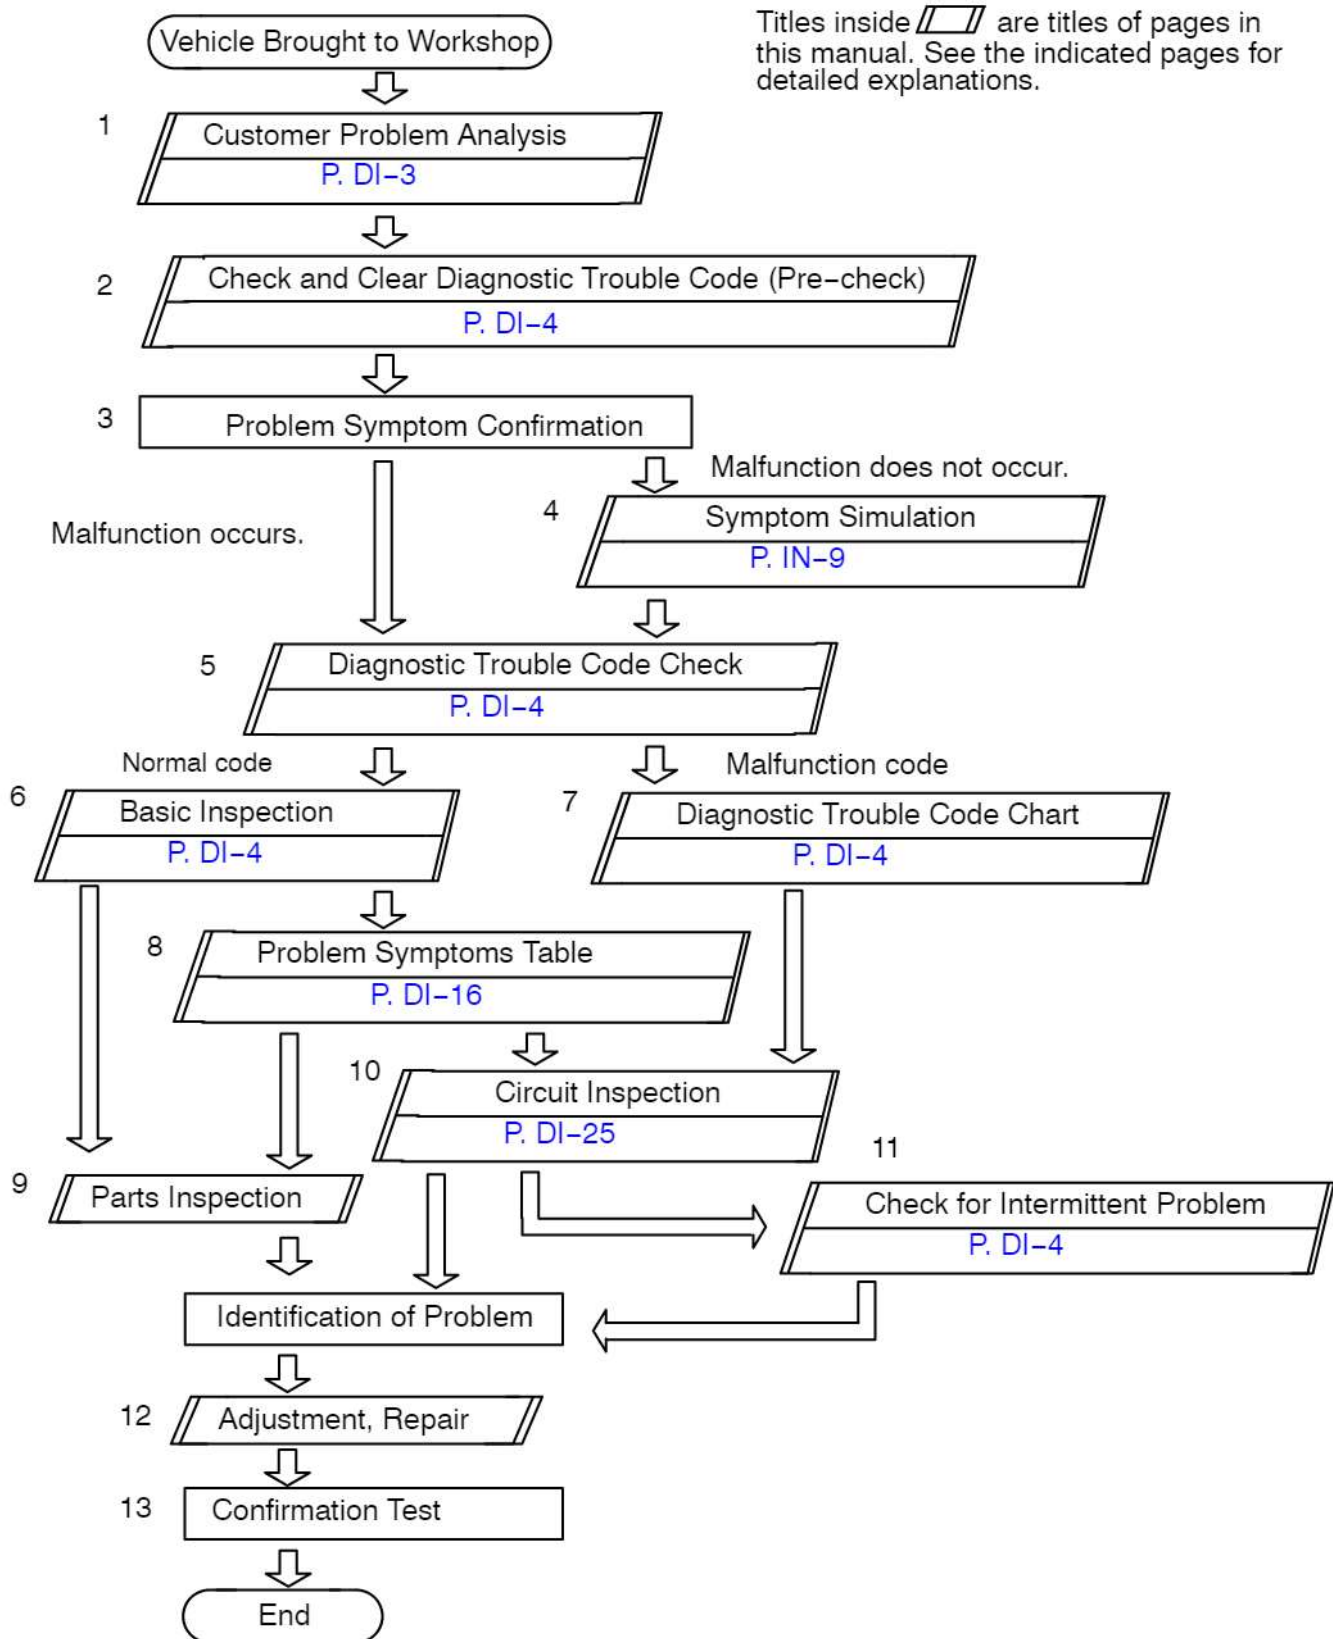 Vehicle Brought to Workshop
Titles inside are titles of pages in
this manual. See the indicated pages for
detailed explanations.
1
Customer Problem Analysis
P. DI–3
2
Check and Clear Diagnostic Trouble Code (Pre–check)
P. DI–4
3
Problem Symptom Confirmation
Malfunction does not occur.
Malfunction occurs.
4
Symptom Simulation
P. IN–9
5
Diagnostic Trouble Code Check
P. DI–4
Normal code
Malfunction code
6
Basic Inspection
P. DI–4
7
Diagnostic Trouble Code Chart
P. DI–4
8
Problem Symptoms Table
P. DI–16
10
Circuit Inspection
P. DI–25
11
9
Parts Inspection
Check for Intermittent Problem
P. DI–4
Identification of Problem
12
Adjustment, Repair
13
Confirmation Test
End